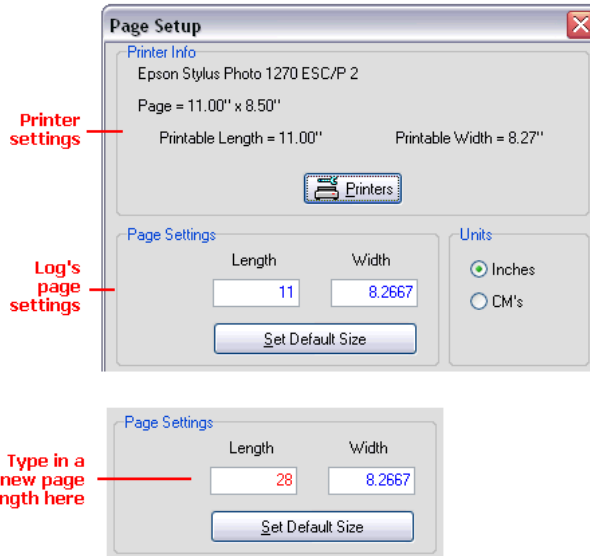 Page Setup
Printer Info
Epson Stylus Photo 1270 ESC/P 2
Page = 11.00" x 8.50"
Printable Length = 11.00" Printable Width = 8.27"
Printers
Printer
settings
Page Settings
Length Width
11 8.2667
Set Default Size
Units
Inches
CM's
Log's
page
settings
Page Settings
Length Width
28 8.2667
Set Default Size
Type in a
new page
ngth here